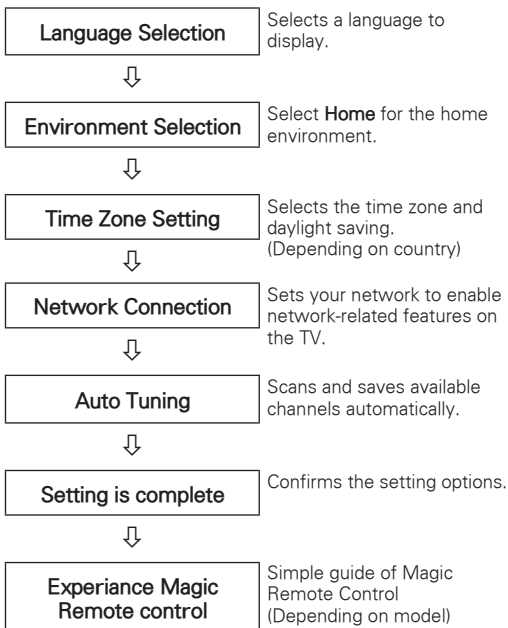 Language Selection
Selects a language to
display.
Environment Selection
Select Home for the home
environment.
Time Zone Setting
Selects the time zone and
daylight saving.
(Depending on country)
Network Connection
Sets your network to enable
network-related features on
the TV.
Auto Tuning
Scans and saves available
channels automatically.
Setting is complete
Confirms the setting options.
Experiance Magic
Remote control
Simple guide of Magic
Remote Control
(Depending on model)